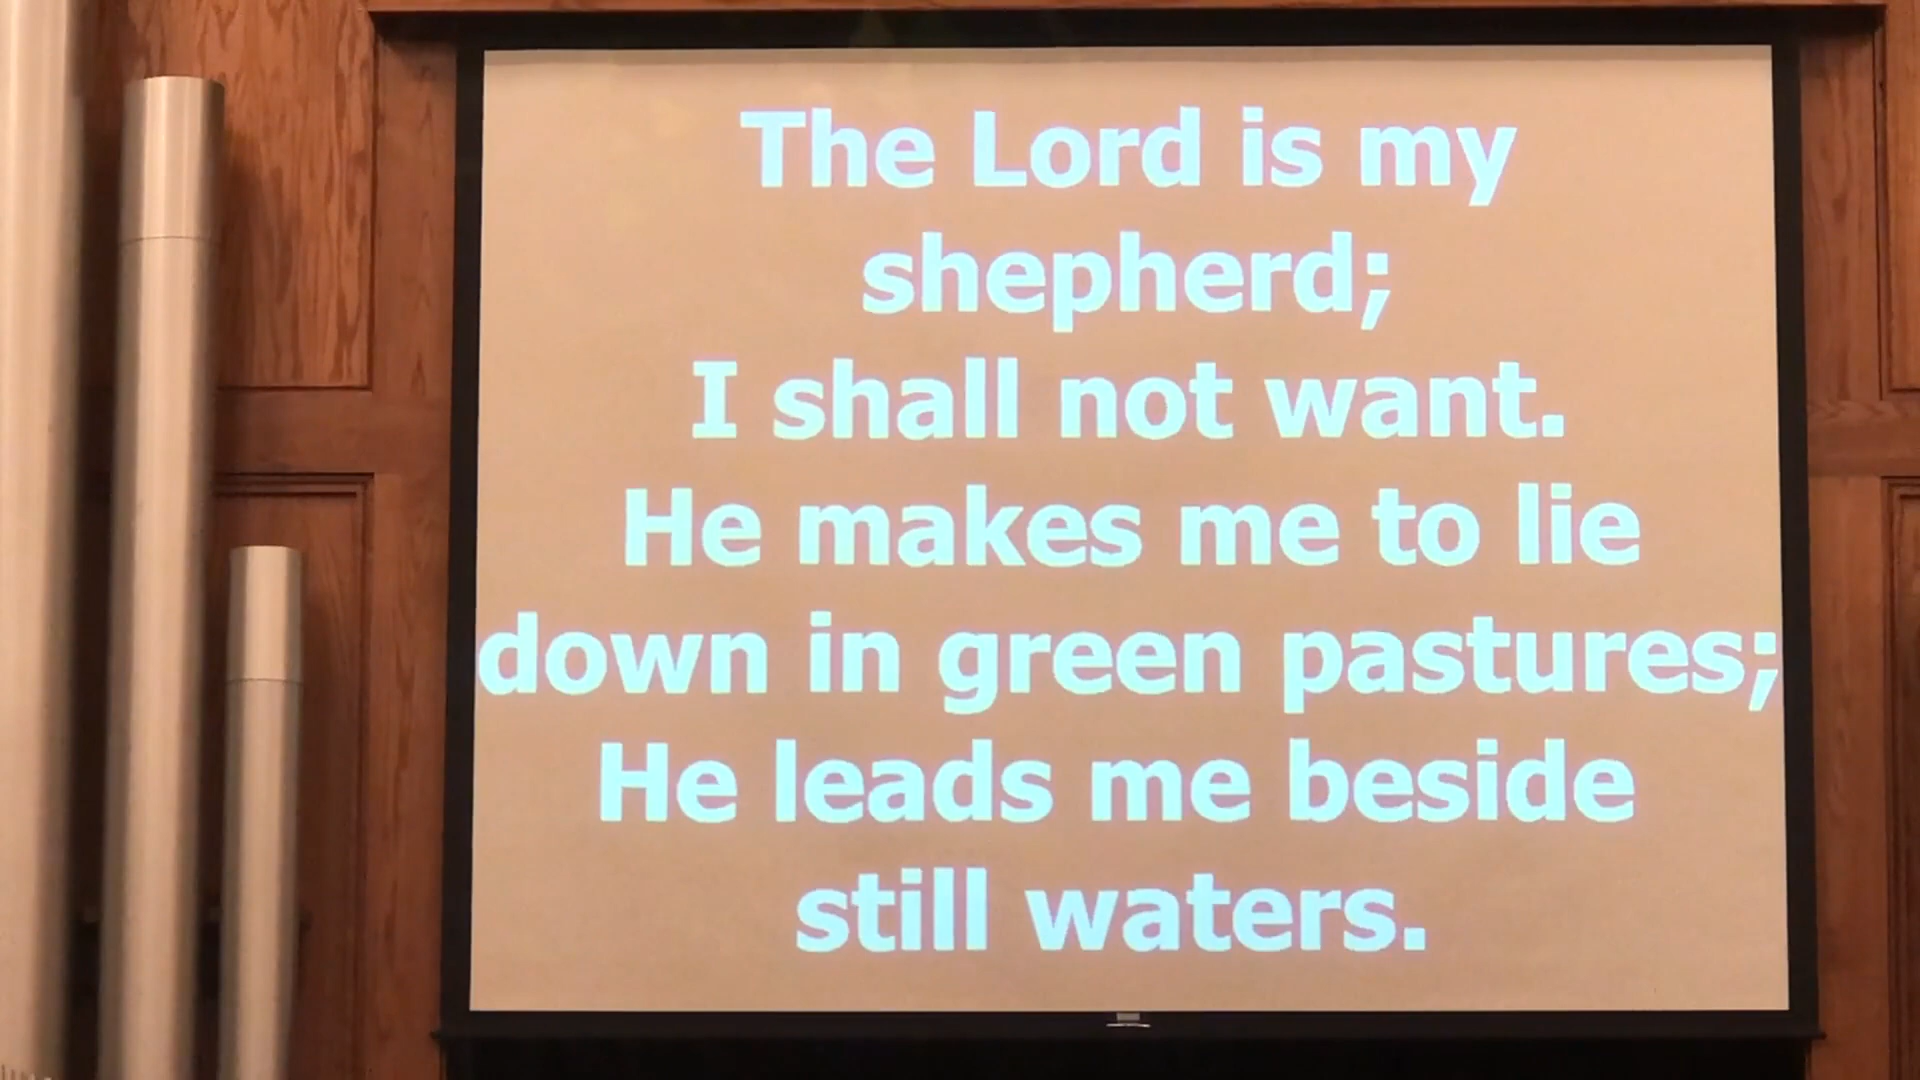 The Lord is my
shepherd;
I shall not want.
He makes me to lie
down in green pastures;
He leads me beside
still waters.